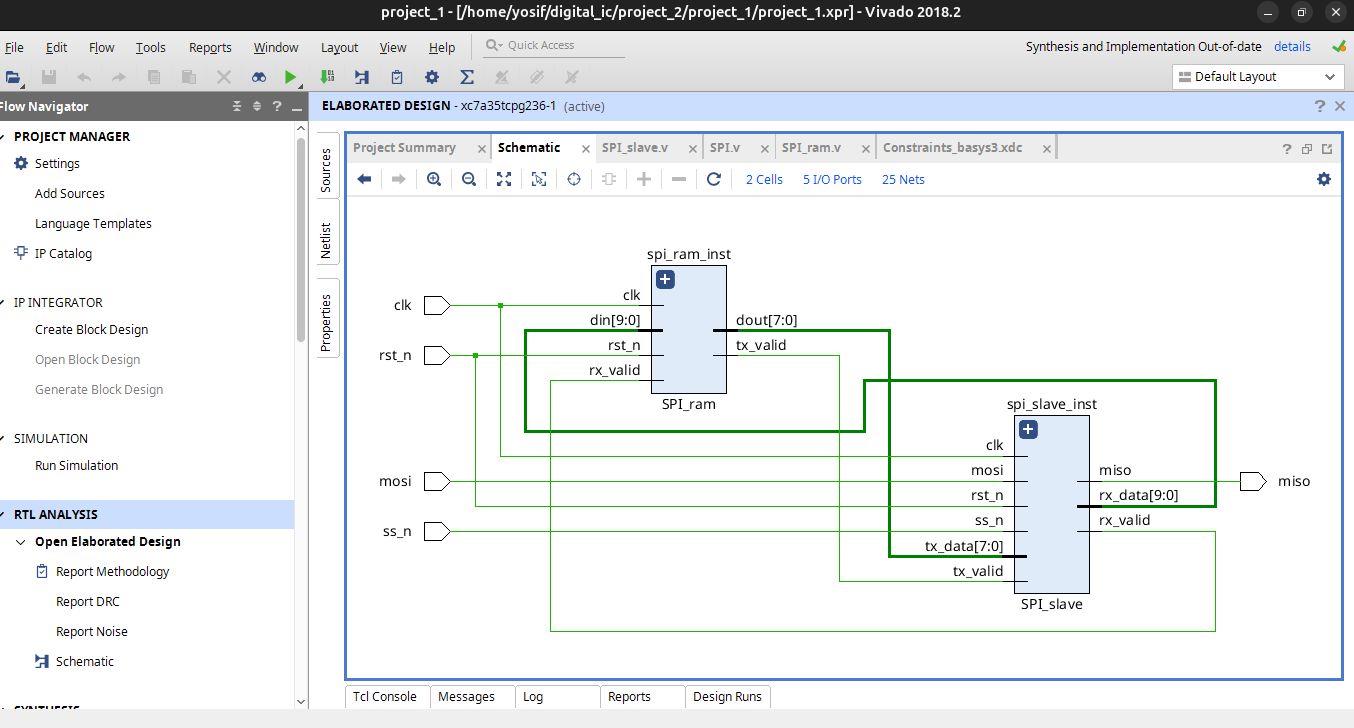 project_1 - [/home/yosif/digital_ic/project_2/project_1/project_1.xpr] - Vivado 2018.2
File Edit Flow Tools Reports Window Layout View Help Quick Access
Synthesis and Implementation Out-of-date details
Default Layout
Flow Navigator
ELABORATED DESIGN - xc7a35tcpg236-1 (active)
PROJECT MANAGER
Settings
Add Sources
Language Templates
IP Catalog
IP INTEGRATOR
Create Block Design
Open Block Design
Generate Block Design
SIMULATION
Run Simulation
RTL ANALYSIS
Open Elaborated Design
Report Methodology
Report DRC
Report Noise
Schematic
SYNTHESIS
Sources
Netlist
Properties
Project Summary Schematic SPI_slave.v SPI.v SPI_ram.v Constraints_basys3.xdc
2 Cells 5 I/O Ports 25 Nets
spi_ram_inst
clk
clk
din[9:0] dout[7:0]
rst_n
rst_n tx_valid
rx_valid
SPI_ram
spi_slave_inst
clk
mosi
mosi miso
miso
rst_n rx_data[9:0]
ss_n
ss_n rx_valid
tx_data[7:0]
tx_valid
SPI_slave
Tcl Console Messages Log Reports Design Runs